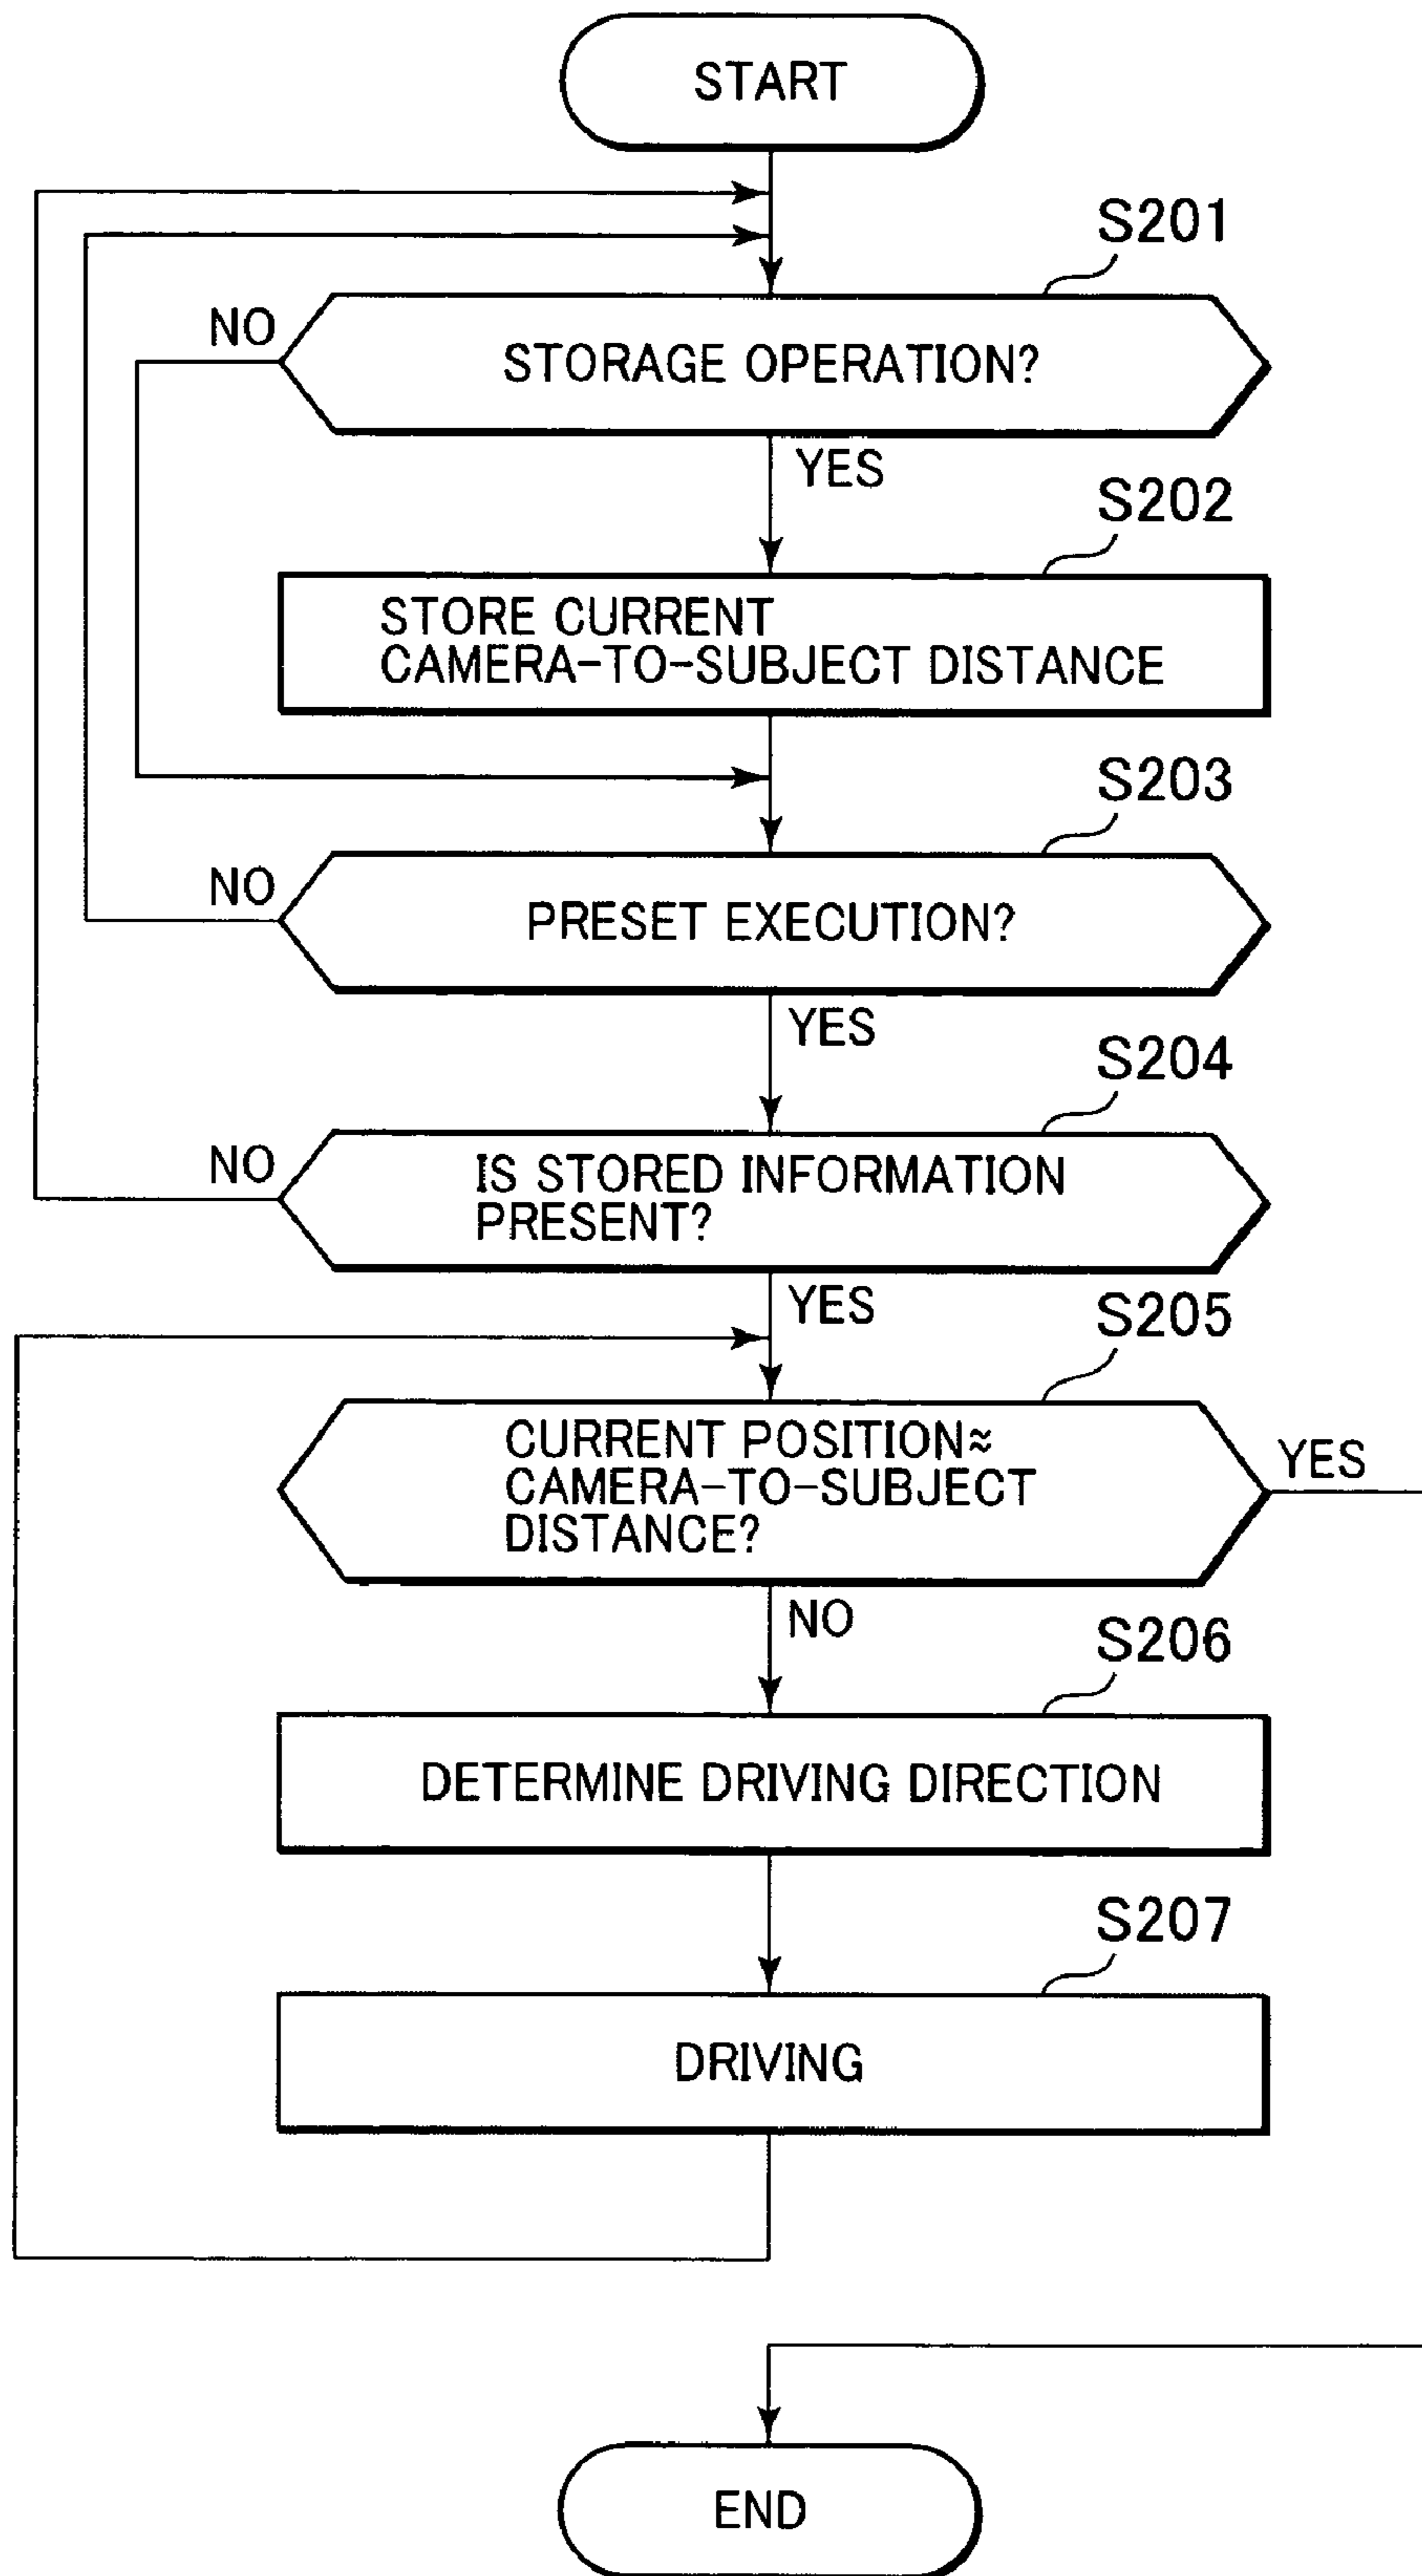 START
S201
NO
STORAGE OPERATION?
YES
S202
STORE CURRENT
CAMERA-TO-SUBJECT DISTANCE
S203
NO
PRESET EXECUTION?
YES
S204
NO
IS STORED INFORMATION
PRESENT?
YES
S205
CURRENT POSITION≈
CAMERA-TO-SUBJECT
DISTANCE?
YES
NO
S206
DETERMINE DRIVING DIRECTION
S207
DRIVING
END